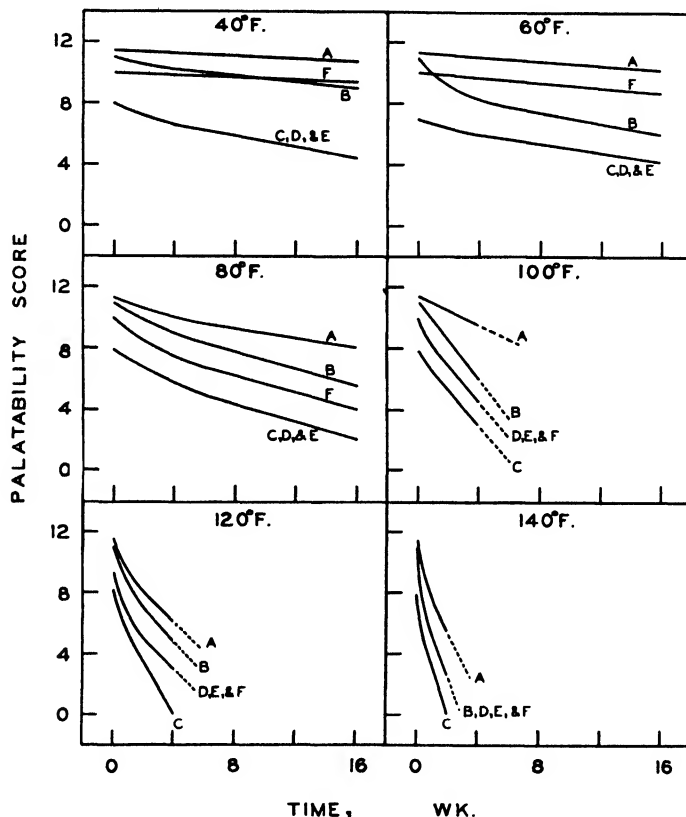 40°F.
60°F.
12
8
4
0
A
F
B
C, D, & E
A
F
B
C, D, & E
PALATABILITY SCORE
80°F.
100°F.
12
8
4
0
A
B
F
C, D, & E
A
B
D, E, & F
C
120°F.
140°F.
12
8
4
0
A
B
D, E, & F
C
A
B, D, E, & F
C
0 8 16 0 8 16
TIME, WK.